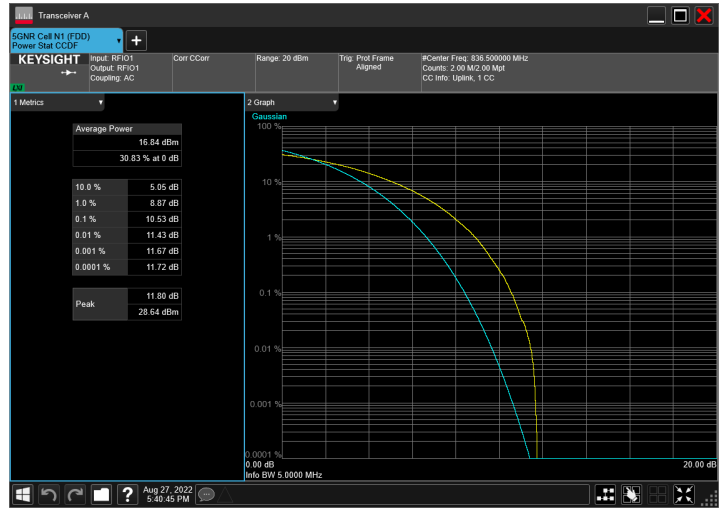 Transceiver A
5GNR Cell N1 (FDD)
Power Stat CCDF
KEYSIGHT
LXI
Input: RFIO1
Output: RFIO1
Coupling: AC
Corr CCorr
Range: 20 dBm
Trig: Prot Frame
Aligned
#Center Freq: 836.500000 MHz
Counts: 2.00 M/2.00 Mpt
CC Info: Uplink, 1 CC
1 Metrics
Average Power
16.84 dBm
30.83 % at 0 dB
10.0 % 5.05 dB
1.0 % 8.87 dB
0.1 % 10.53 dB
0.01 % 11.43 dB
0.001 % 11.67 dB
0.0001 % 11.72 dB
Peak
11.80 dB
28.64 dBm
2 Graph
Gaussian
100 %
10 %
1 %
0.1 %
0.01 %
0.001 %
0.0001 %
0.00 dB
20.00 dB
Info BW 5.0000 MHz
Aug 27, 2022
5:40:45 PM